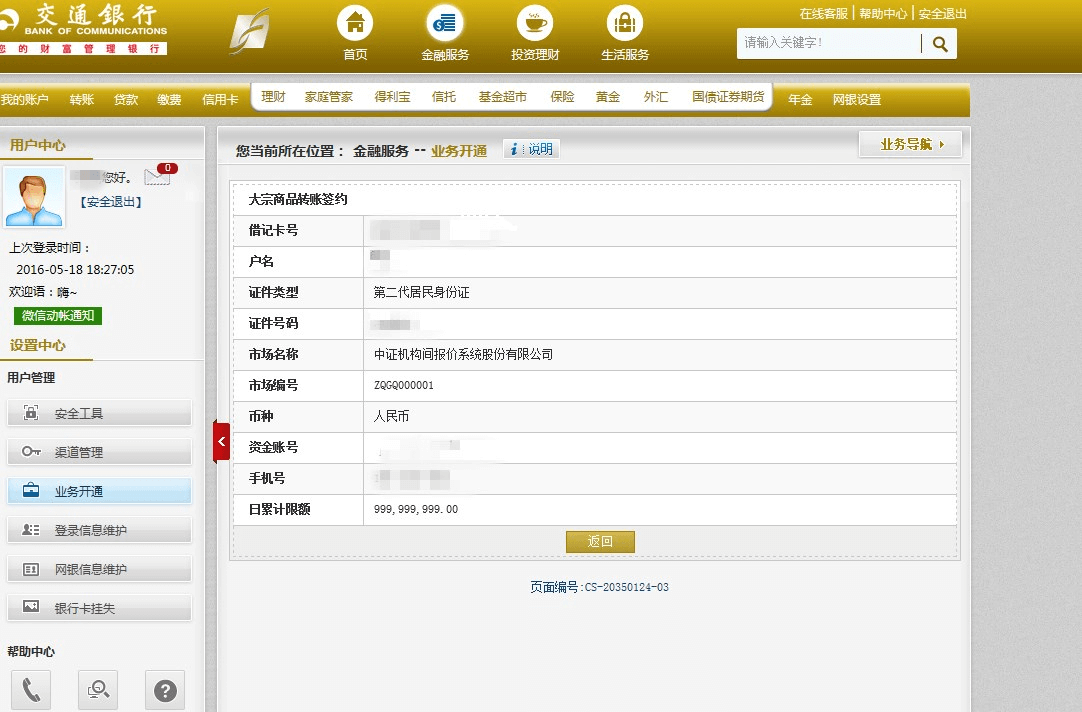 交通銀行
BANK OF COMMUNICATIONS
您的财富管理银行
首页
金融服务
投资理财
生活服务
在线客服 | 帮助中心 | 安全退出
请输入关键字!
我的账户 转账 贷款 缴费 信用卡 理财 家庭管家 得利宝 信托 基金超市 保险 黄金 外汇 国债证券期货 年金 网银设置
用户中心
您好。
0
【安全退出】
上次登录时间：
2016-05-18 18:27:05
欢迎语：嗨~
微信动帐通知
设置中心
用户管理
安全工具
渠道管理
业务开通
登录信息维护
网银信息维护
银行卡挂失
帮助中心
您当前所在位置： 金融服务 -- 业务开通
i 说明
业务导航
大宗商品转账签约
借记卡号
户名
证件类型 第二代居民身份证
证件号码
市场名称 中证机构间报价系统股份有限公司
市场编号 ZQGQ000001
币种 人民币
资金账号
手机号
日累计限额 999,999,999.00
返回
页面编号:CS-20350124-03